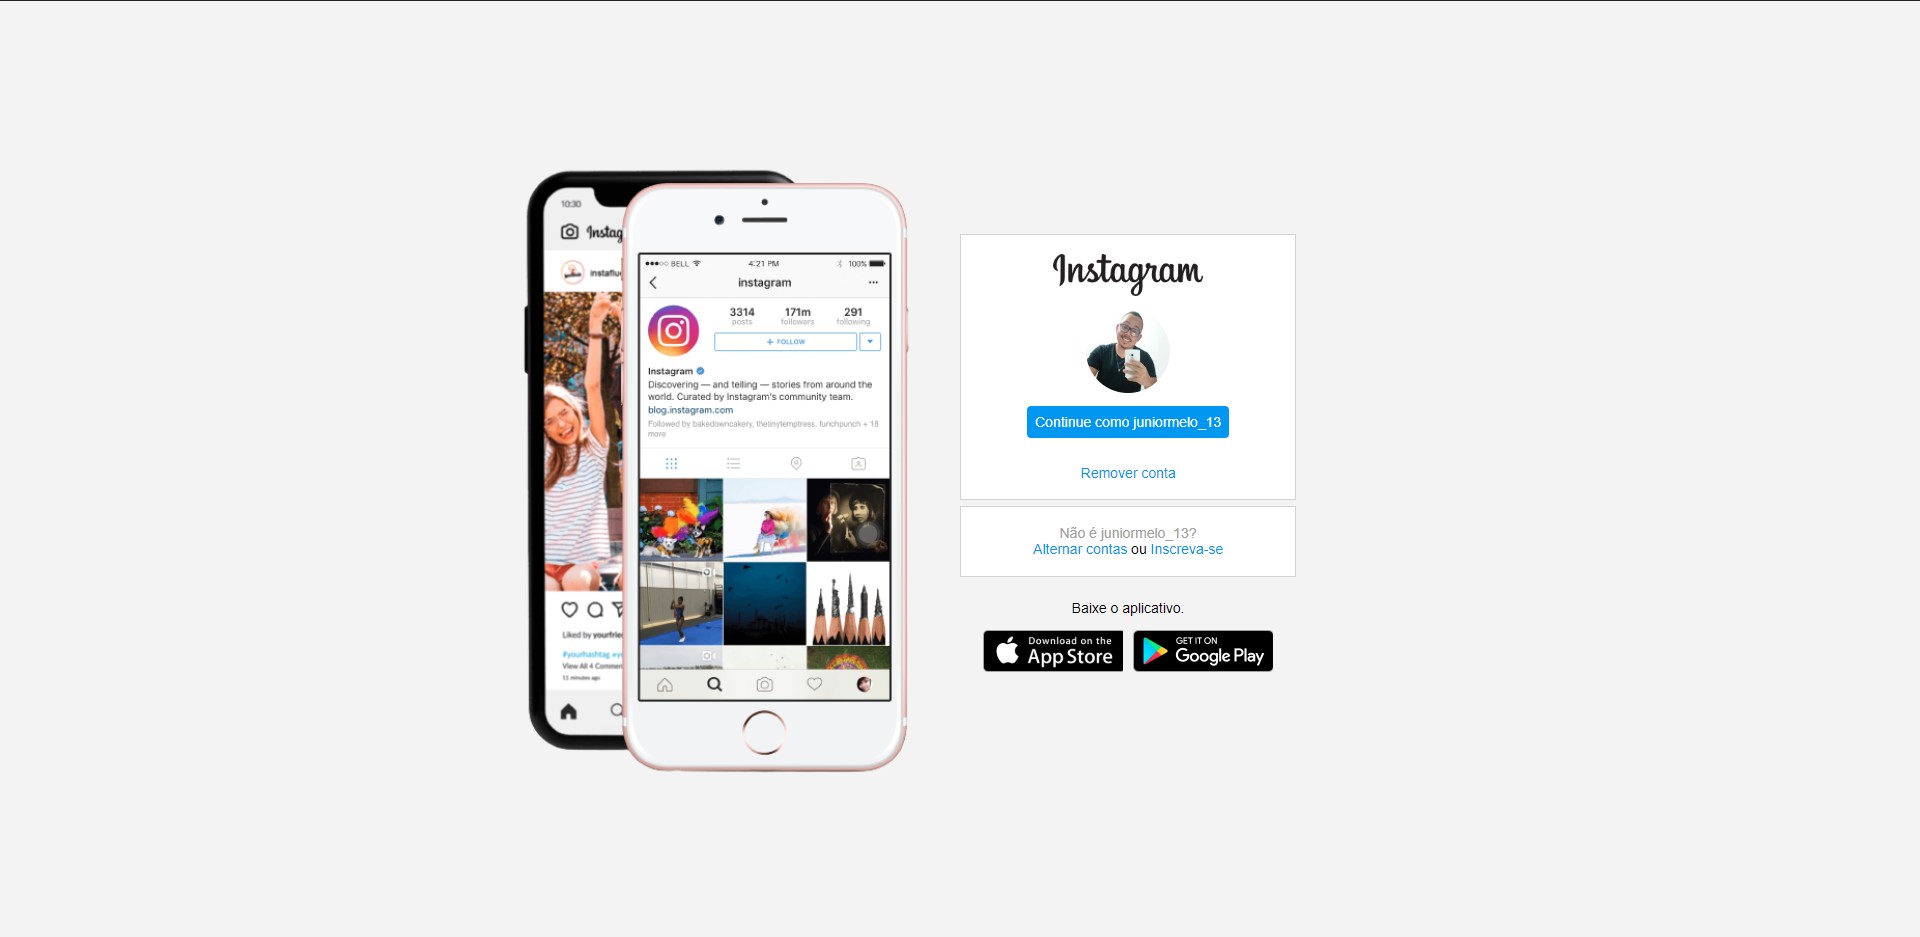 10:30
Instag
instaflu
Liked by yourfrie
#yourhashtag #yo
View All 4 Commen
15 minutes ago
BELL
4:21 PM
100%
instagram
3314
171m
291
posts
followers
following
+ FOLLOW
Instagram
Discovering — and telling — stories from around the
world. Curated by Instagram's community team.
blog.instagram.com
Followed by bakedowncakery, thetinytemptress, lunchpunch + 18
more
Instagram
Continue como juniormelo_13
Remover conta
Não é juniormelo_13?
Alternar contas ou Inscreva-se
Baixe o aplicativo.
Download on the
App Store
GET IT ON
Google Play